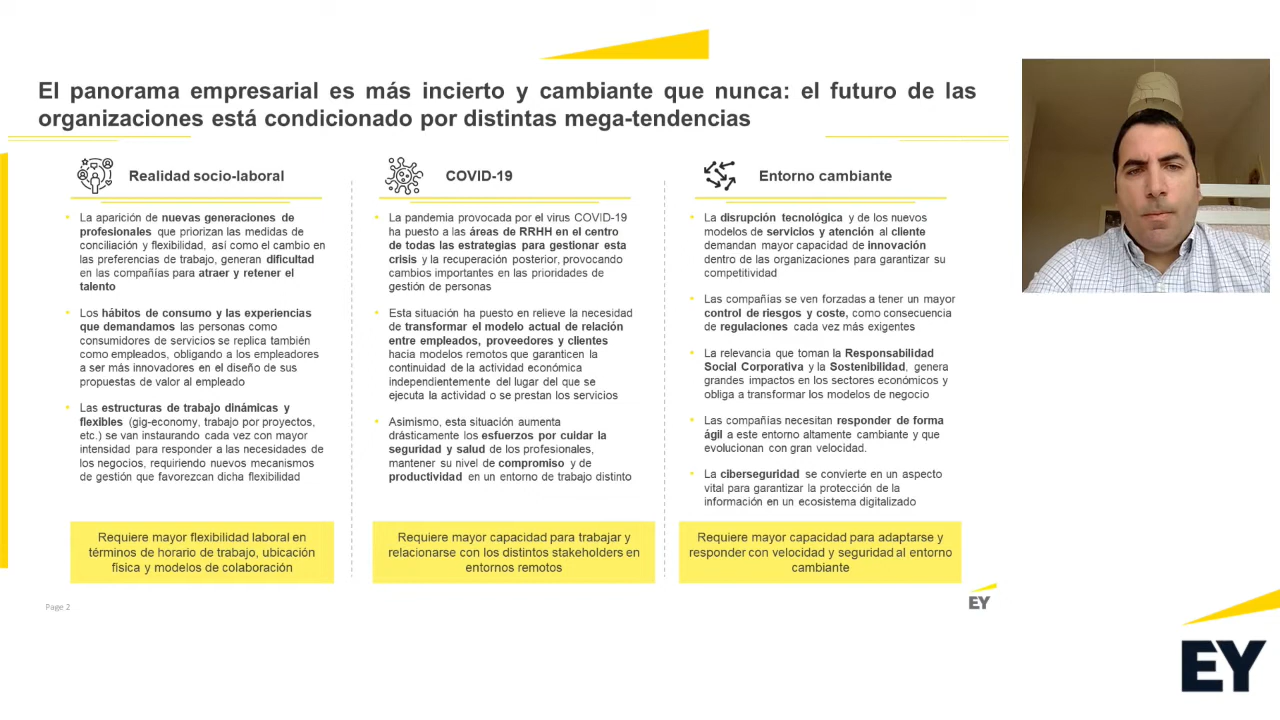 El panorama empresarial es más incierto y cambiante que nunca: el futuro de las
organizaciones está condicionado por distintas mega-tendencias
Realidad socio-laboral
La aparición de nuevas generaciones de
profesionales que priorizan las medidas de
conciliación y flexibilidad, así como el cambio en
las preferencias de trabajo, generan dificultad
en las compañías para atraer y retener el
talento
Los hábitos de consumo y las experiencias
que demandamos las personas como
consumidores de servicios se replica también
como empleados, obligando a los empleadores
a ser más innovadores en el diseño de sus
propuestas de valor al empleado
Las estructuras de trabajo dinámicas y
flexibles (gig-economy, trabajo por proyectos,
etc.) se van instaurando cada vez con mayor
intensidad para responder a las necesidades de
los negocios, requiriendo nuevos mecanismos
de gestión que favorezcan dicha flexibilidad
Requiere mayor flexibilidad laboral en
términos de horario de trabajo, ubicación
física y modelos de colaboración
COVID-19
La pandemia provocada por el virus COVID-19
ha puesto a las áreas de RRHH en el centro
de todas las estrategias para gestionar esta
crisis y la recuperación posterior, provocando
cambios importantes en las prioridades de
gestión de personas
Esta situación ha puesto en relieve la necesidad
de transformar el modelo actual de relación
entre empleados, proveedores y clientes
hacia modelos remotos que garanticen la
continuidad de la actividad económica
independientemente del lugar del que se
ejecuta la actividad o se prestan los servicios
Asimismo, esta situación aumenta
drásticamente los esfuerzos por cuidar la
seguridad y salud de los profesionales,
mantener su nivel de compromiso y de
productividad en un entorno de trabajo distinto
Requiere mayor capacidad para trabajar y
relacionarse con los distintos stakeholders en
entornos remotos
Entorno cambiante
La disrupción tecnológica y de los nuevos
modelos de servicios y atención al cliente
demandan mayor capacidad de innovación
dentro de las organizaciones para garantizar su
competitividad
Las compañías se ven forzadas a tener un mayor
control de riesgos y coste, como consecuencia
de regulaciones cada vez más exigentes
La relevancia que toman la Responsabilidad
Social Corporativa y la Sostenibilidad, genera
grandes impactos en los sectores económicos y
obliga a transformar los modelos de negocio
Las compañías necesitan responder de forma
ágil a este entorno altamente cambiante y que
evolucionan con gran velocidad.
La ciberseguridad se convierte en un aspecto
vital para garantizar la protección de la
información en un ecosistema digitalizado
Requiere mayor capacidad para adaptarse y
responder con velocidad y seguridad al entorno
cambiante
Page 2
EY
EY